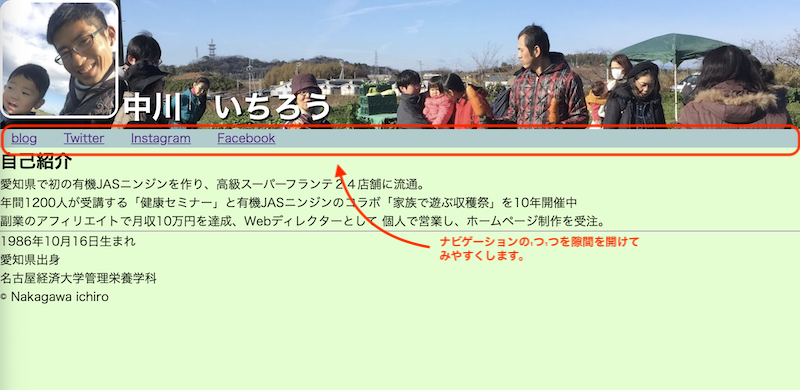 中川　いちろう
blog Twitter Instagram Facebook
自己紹介
愛知県で初の有機JASニンジンを作り、高級スーパーフランテ２４店舗に流通。
年間1200人が受講する「健康セミナー」と有機JASニンジンのコラボ「家族で遊ぶ収穫祭」を10年開催中
副業のアフィリエイトで月収10万円を達成、Webディレクターとして 個人で営業し、ホームページ制作を受注。
ナビゲーションの1つ1つを隙間を開けて
みやすくします。
1986年10月16日生まれ
愛知県出身
名古屋経済大学管理栄養学科
© Nakagawa ichiro